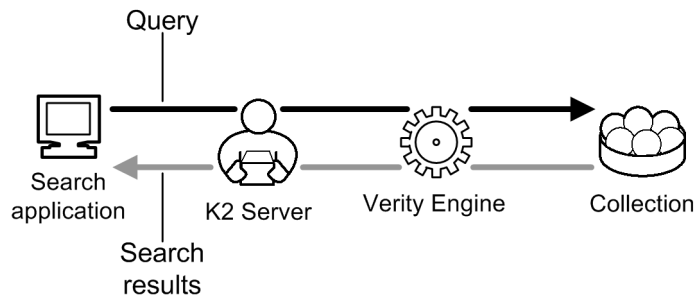 Query
Search
application
K2 Server
Verity Engine
Collection
Search
results